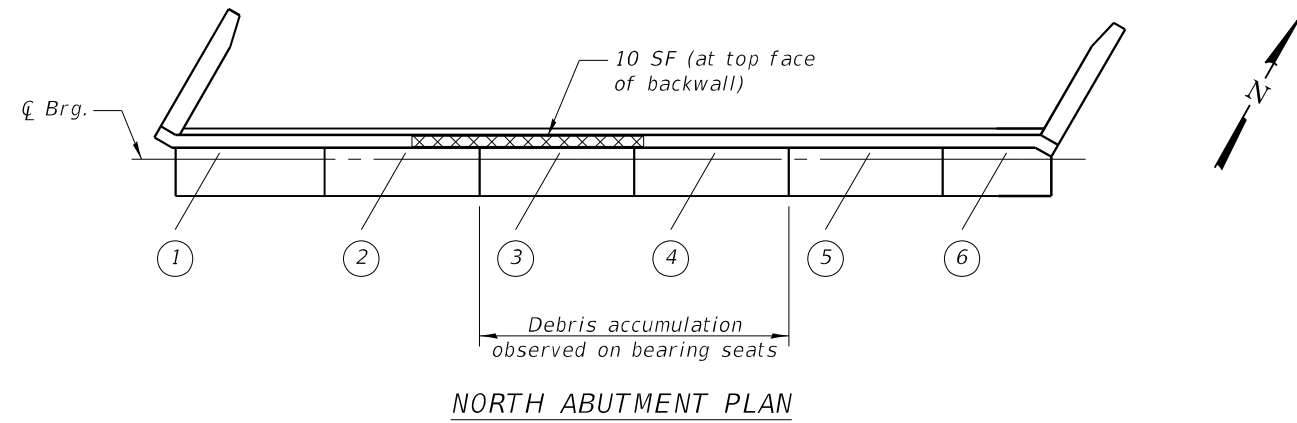 10 SF (at top face
of backwall)
℄ Brg.
N
1 2 3 4 5 6
Debris accumulation
observed on bearing seats
NORTH ABUTMENT PLAN